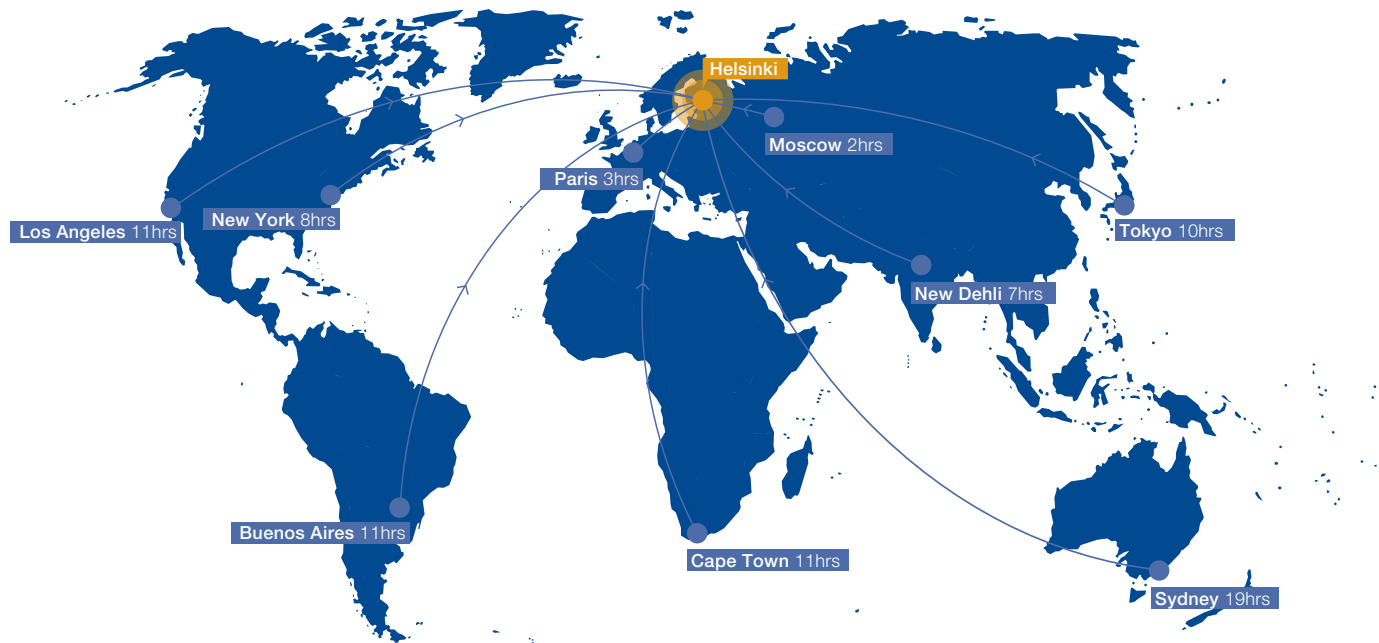 Helsinki
Moscow 2hrs
Paris 3hrs
New York 8hrs
Los Angeles 11hrs
Tokyo 10hrs
New Dehli 7hrs
Buenos Aires 11hrs
Cape Town 11hrs
Sydney 19hrs